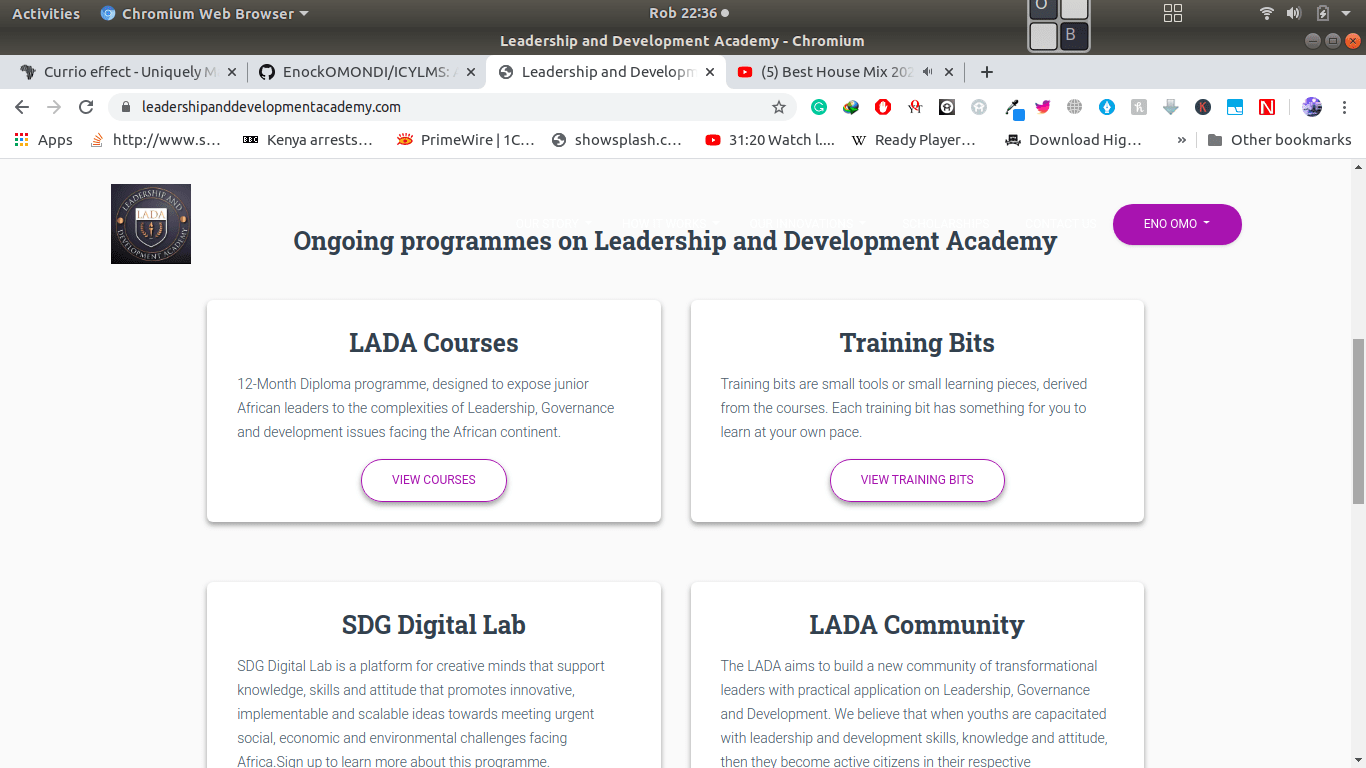 Activities
Chromium Web Browser
Rob 22:36
O
B
Leadership and Development Academy - Chromium
Currio effect - Uniquely M
EnockOMONDI/ICYLMS: A
Leadership and Developm
(5) Best House Mix 202
leadershipanddevelopmentacademy.com
Apps
http://www.s…
Kenya arrests…
PrimeWire | 1C…
showsplash.c…
31:20 Watch l….
Ready Player…
Download Hig…
»
Other bookmarks
LEADERSHIP AND
LADA
DEVELOPMENT ACADEMY
ENO OMO
Ongoing programmes on Leadership and Development Academy
LADA Courses
12-Month Diploma programme, designed to expose junior
African leaders to the complexities of Leadership, Governance
and development issues facing the African continent.
VIEW COURSES
Training Bits
Training bits are small tools or small learning pieces, derived
from the courses. Each training bit has something for you to
learn at your own pace.
VIEW TRAINING BITS
SDG Digital Lab
SDG Digital Lab is a platform for creative minds that support
knowledge, skills and attitude that promotes innovative,
implementable and scalable ideas towards meeting urgent
social, economic and environmental challenges facing
Africa.Sign up to learn more about this programme.
LADA Community
The LADA aims to build a new community of transformational
leaders with practical application on Leadership, Governance
and Development. We believe that when youths are capacitated
with leadership and development skills, knowledge and attitude,
then they become active citizens in their respective